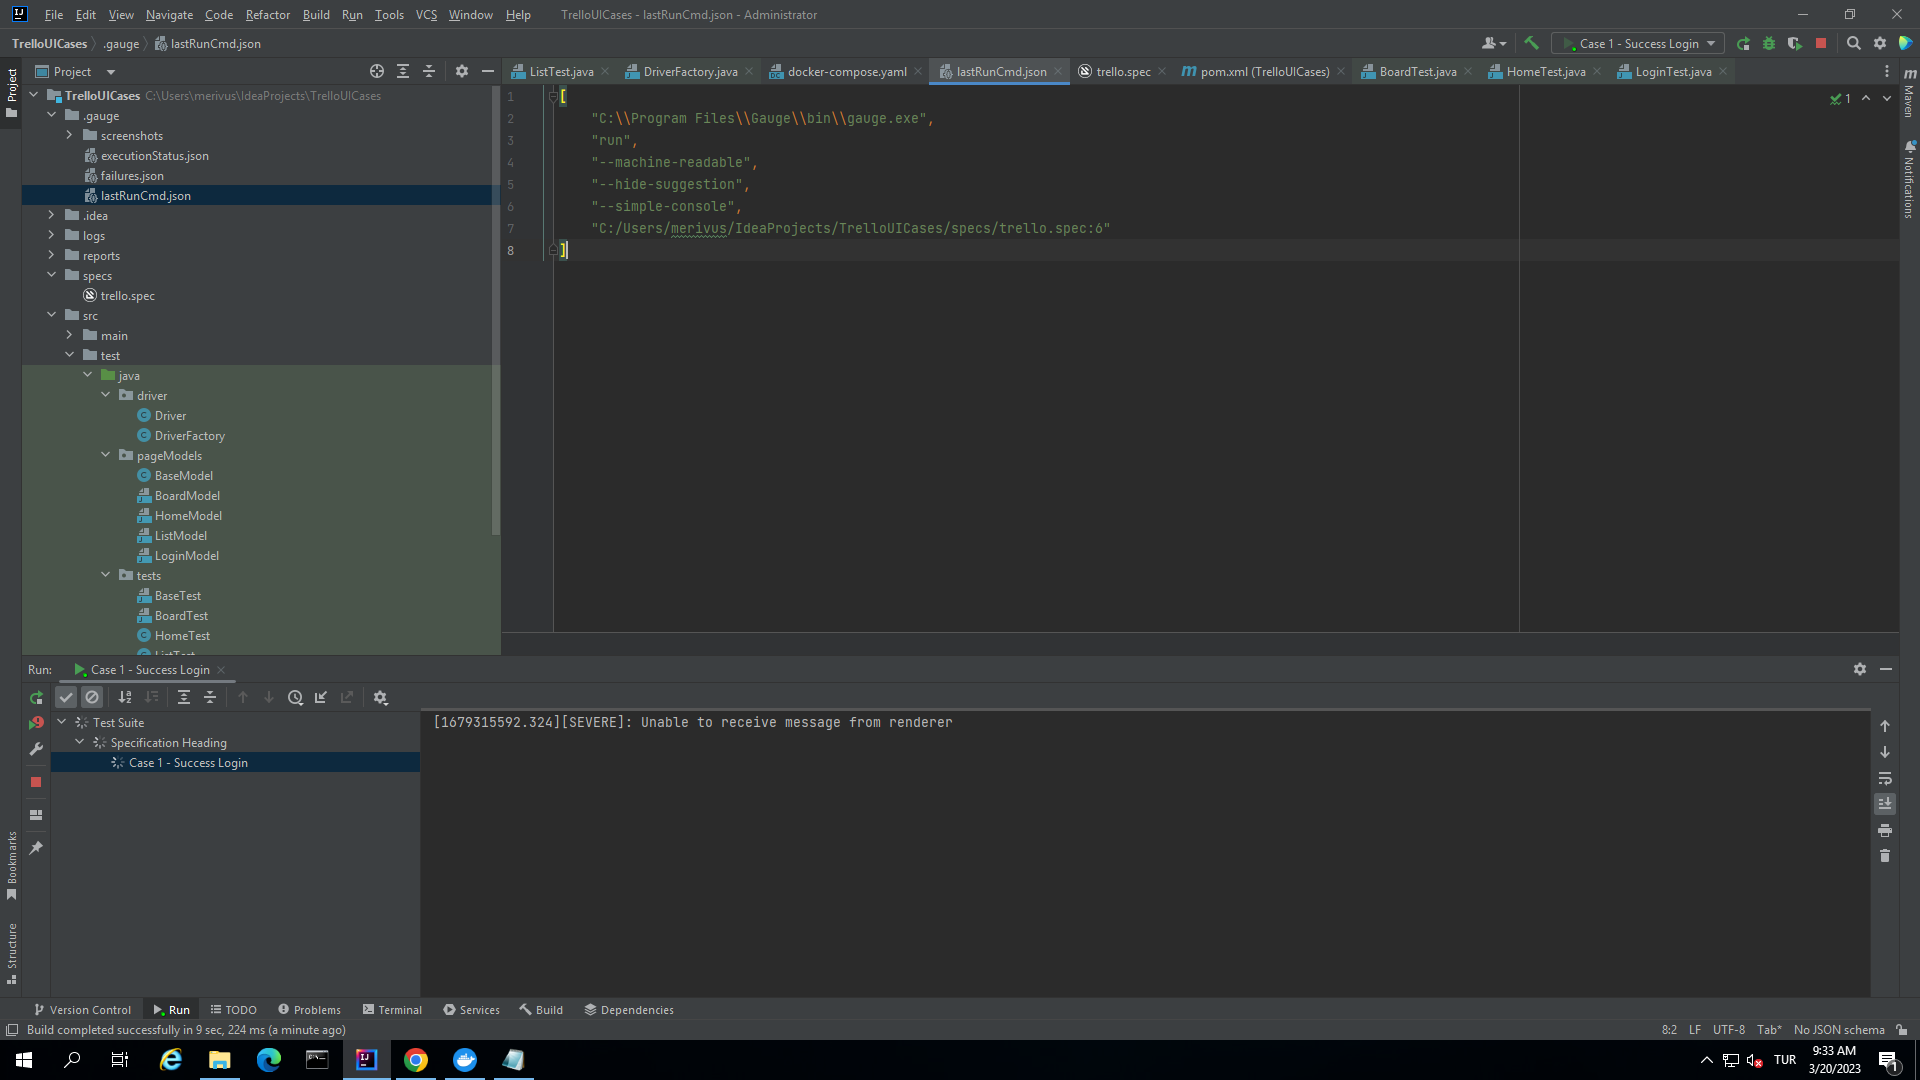 File Edit View Navigate Code Refactor Build Run Tools VCS Window Help TrelloUICases - lastRunCmd.json - Administrator
TrelloUICases .gauge lastRunCmd.json Case 1 - Success Login
Project
ListTest.java DriverFactory.java docker-compose.yaml lastRunCmd.json trello.spec pom.xml (TrelloUICases) BoardTest.java HomeTest.java LoginTest.java
Project
Bookmarks
Structure
Maven
Notifications
TrelloUICases C:\Users\merivus\IdeaProjects\TrelloUICases
.gauge
screenshots
executionStatus.json
failures.json
lastRunCmd.json
.idea
logs
reports
specs
trello.spec
src
main
test
java
driver
Driver
DriverFactory
pageModels
BaseModel
BoardModel
HomeModel
ListModel
LoginModel
tests
BaseTest
BoardTest
HomeTest
1 [
2 "C:\\Program Files\\Gauge\\bin\\gauge.exe",
3 "run",
4 "--machine-readable",
5 "--hide-suggestion",
6 "--simple-console",
7 "C:/Users/merivus/IdeaProjects/TrelloUICases/specs/trello.spec:6"
8 ]
1
Run: Case 1 - Success Login
Test Suite
Specification Heading
Case 1 - Success Login
[1679315592.324][SEVERE]: Unable to receive message from renderer
Version Control Run TODO Problems Terminal Services Build Dependencies
Build completed successfully in 9 sec, 224 ms (a minute ago) 8:2 LF UTF-8 Tab* No JSON schema
TUR
9:33 AM
3/20/2023
1